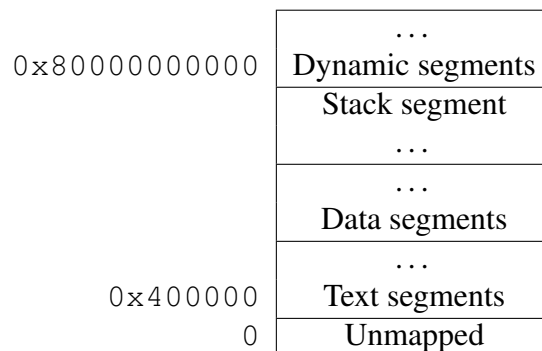 ...
0x80000000000 Dynamic segments
Stack segment
...
...
Data segments
...
0x400000 Text segments
0 Unmapped